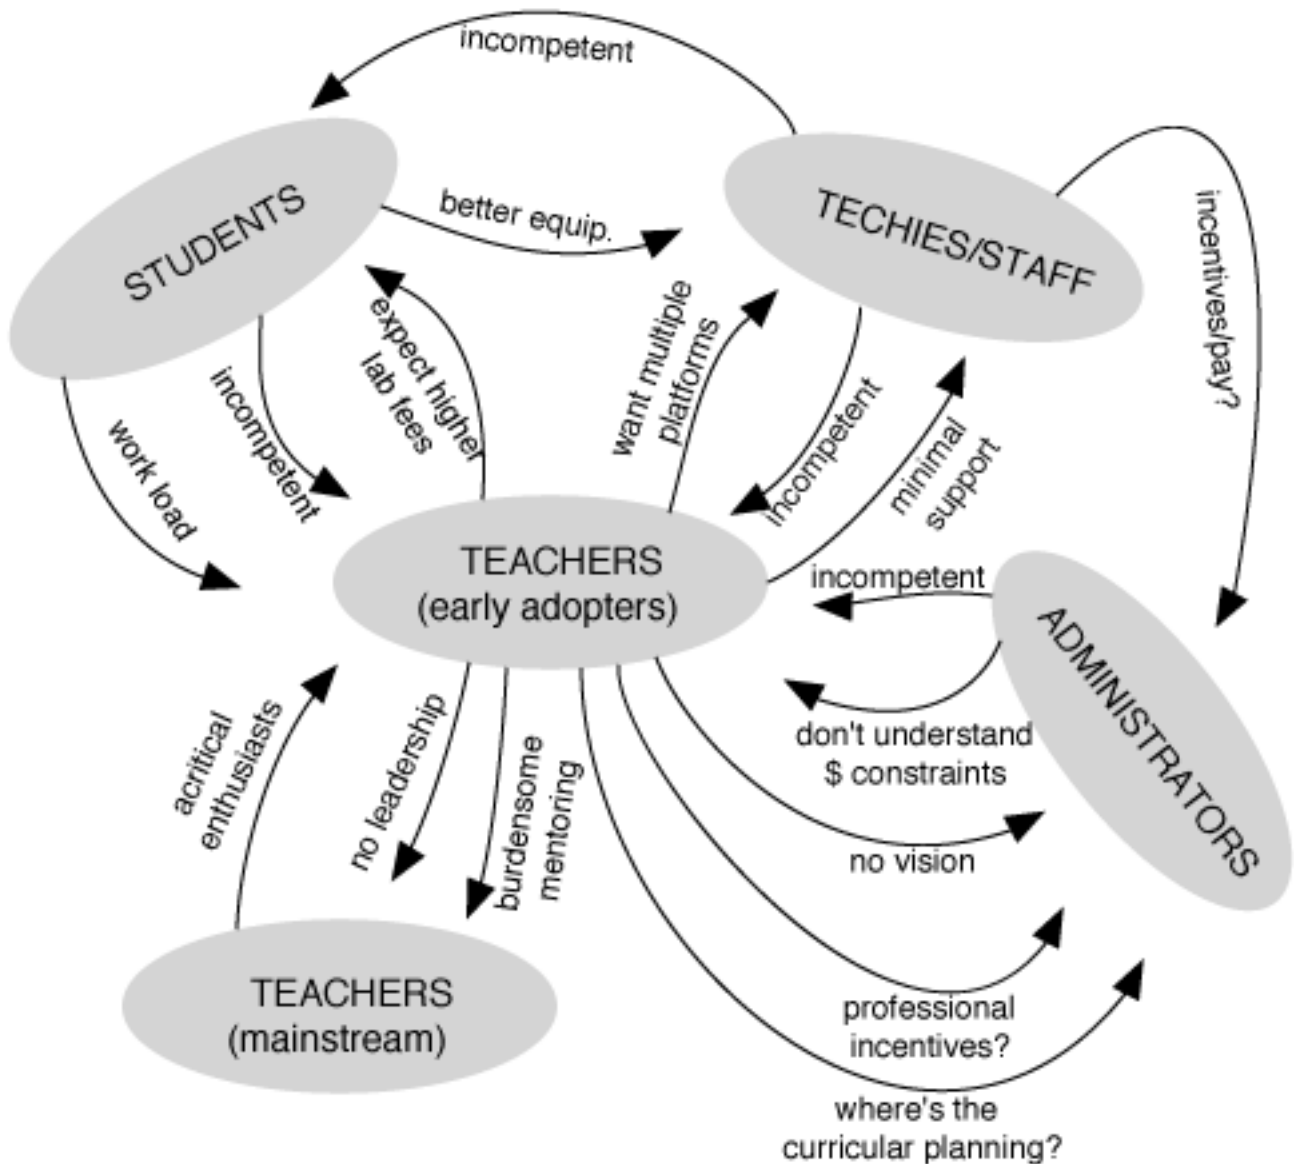 incompetent
STUDENTS
better equip.
TECHIES/STAFF
incentives/pay?
expect higher
lab fees
want multiple
platforms
incompetent
work load
incompetent
minimal
support
TEACHERS
(early adopters)
incompetent
ADMINISTRATORS
don't understand
$ constraints
acritical
enthusiasts
no leadership
burdensome
mentoring
no vision
TEACHERS
(mainstream)
professional
incentives?
where's the
curricular planning?